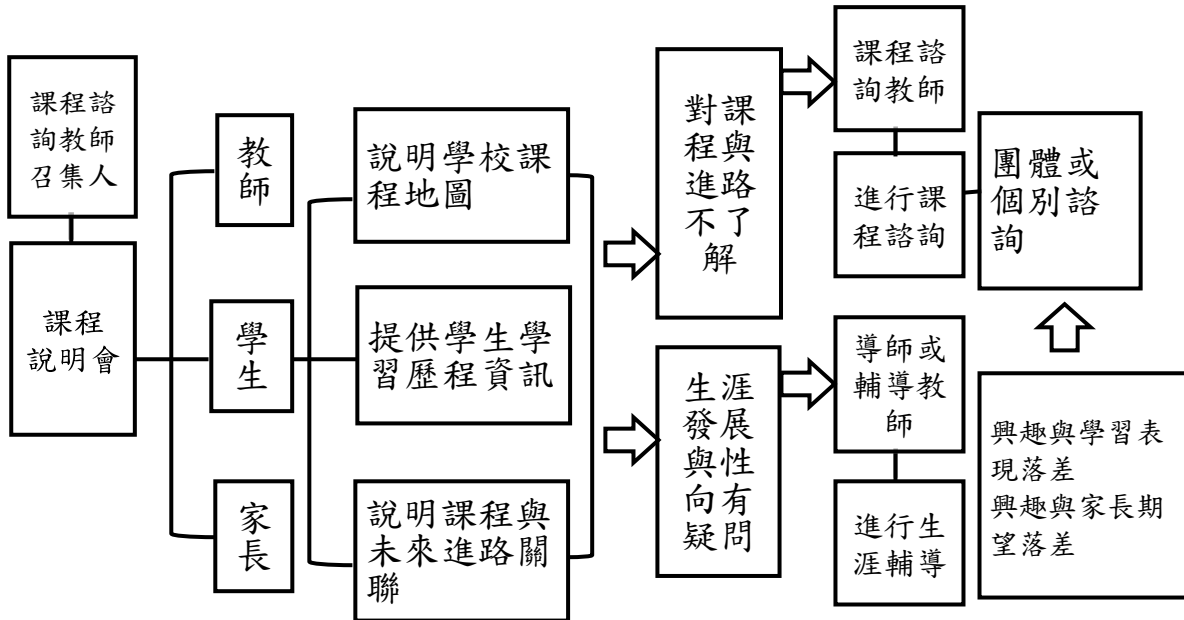 課程諮
詢教師
召集人
課程
說明會
教
師
學
生
家
長
說明學校課
程地圖
提供學生學
習歷程資訊
說明課程與
未來進路關
聯
對課
程與
進路
不了
解
生涯
發展
與性
向有
疑問
課程諮
詢教師
進行課
程諮詢
團體或
個別諮
詢
導師或
輔導教
師
進行生
涯輔導
興趣與學習表
現落差
興趣與家長期
望落差